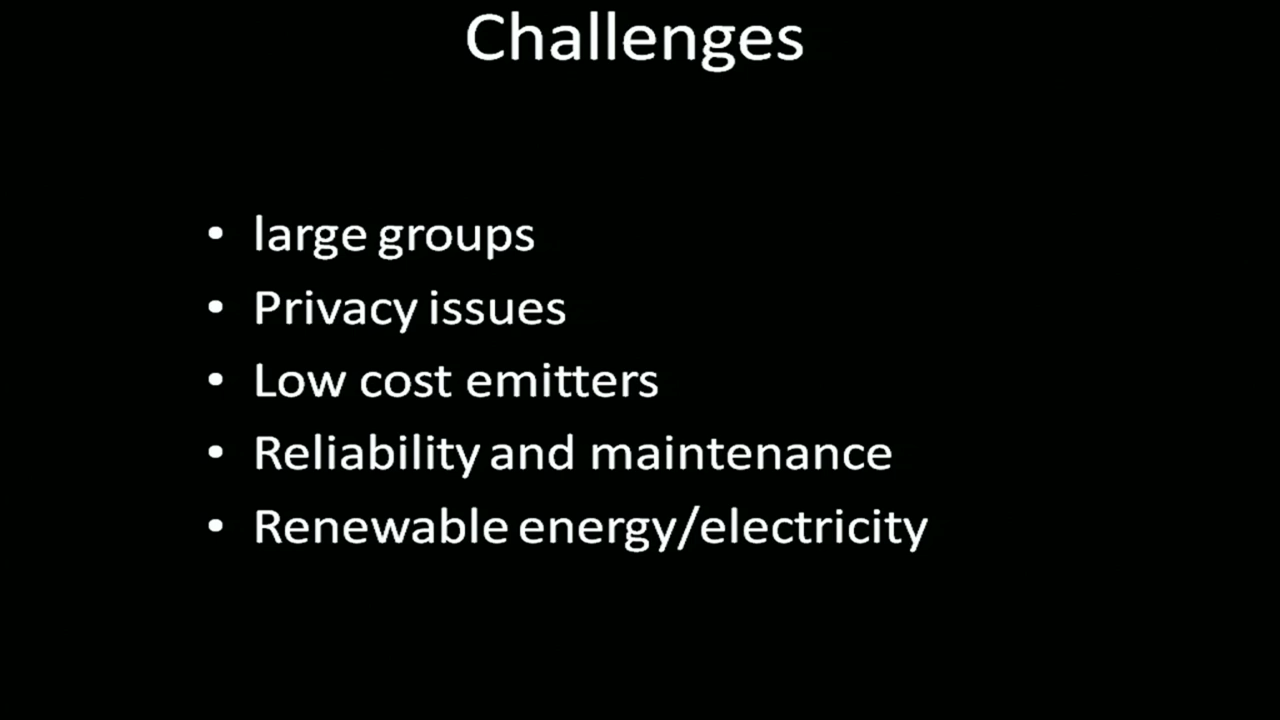 Challenges
• large groups
• Privacy issues
• Low cost emitters
• Reliability and maintenance
• Renewable energy/electricity